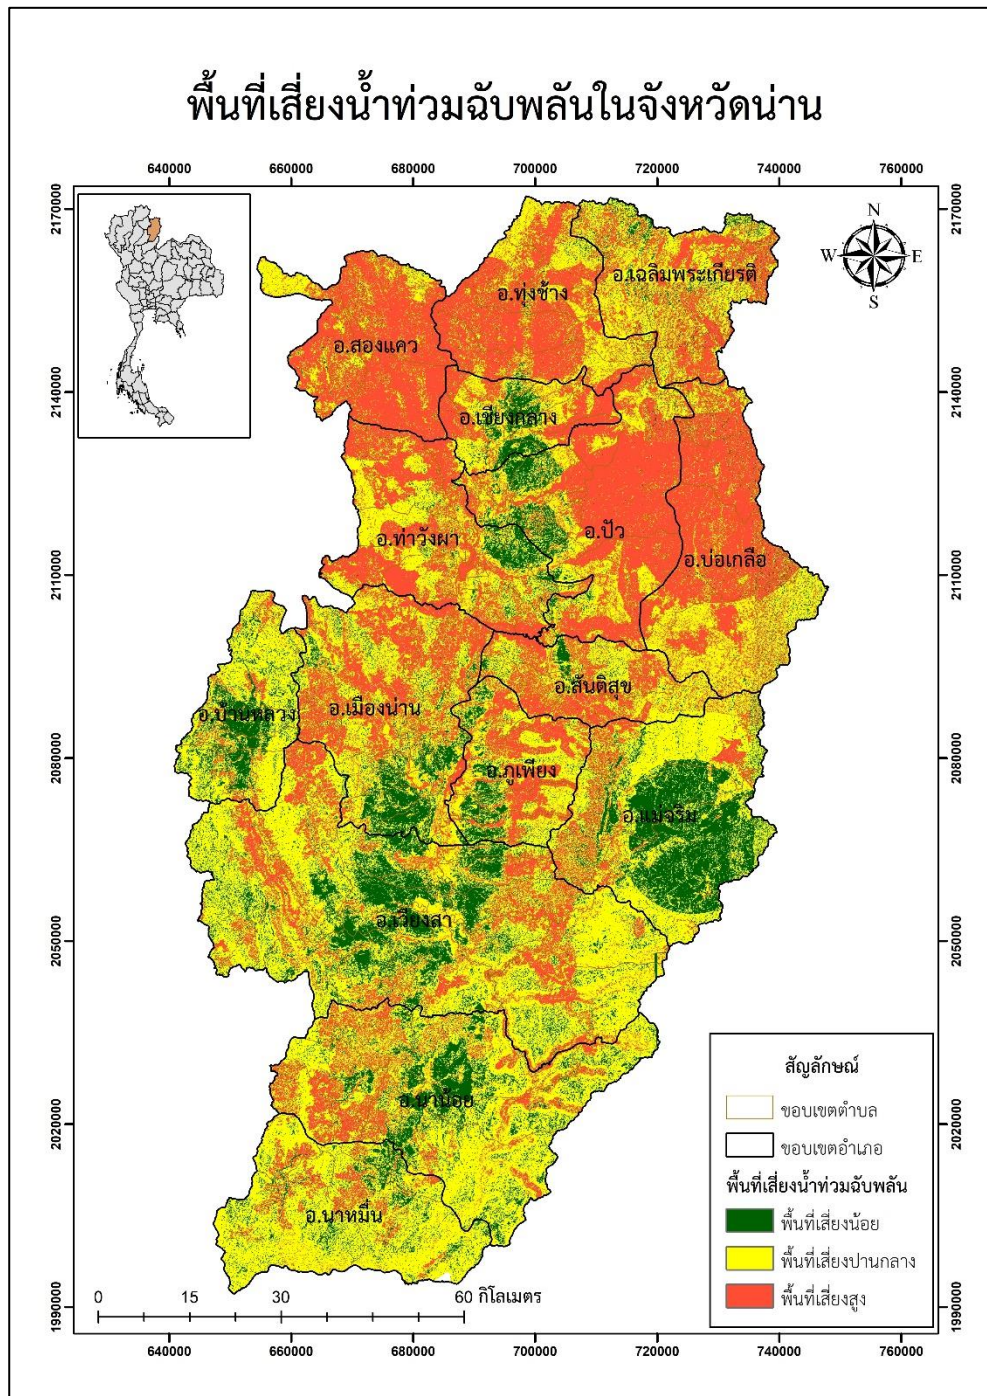 พื้นที่เสี่ยงน้ำท่วมฉับพลันในจังหวัดน่าน
640000 660000 680000 700000 720000 740000 760000
2170000 2170000
N
W E
S
อ.เฉลิมพระเกียรติ
อ.ทุ่งช้าง
อ.สองแคว
2140000 2140000
อ.เชียงกลาง
อ.ปัว
อ.ท่าวังผา
อ.บ่อเกลือ
2110000 2110000
อ.สันติสุข
อ.เมืองน่าน
อ.บ้านหลวง
2080000 2080000
อ.ภูเพียง
อ.แม่จริม
อ.เวียงสา
2050000 2050000
อ.นาน้อย
2020000 2020000
อ.นาหมื่น
สัญลักษณ์
ขอบเขตตำบล
ขอบเขตอำเภอ
พื้นที่เสี่ยงน้ำท่วมฉับพลัน
พื้นที่เสี่ยงน้อย
พื้นที่เสี่ยงปานกลาง
พื้นที่เสี่ยงสูง
0 15 30 60 กิโลเมตร
1990000 1990000
640000 660000 680000 700000 720000 740000 760000